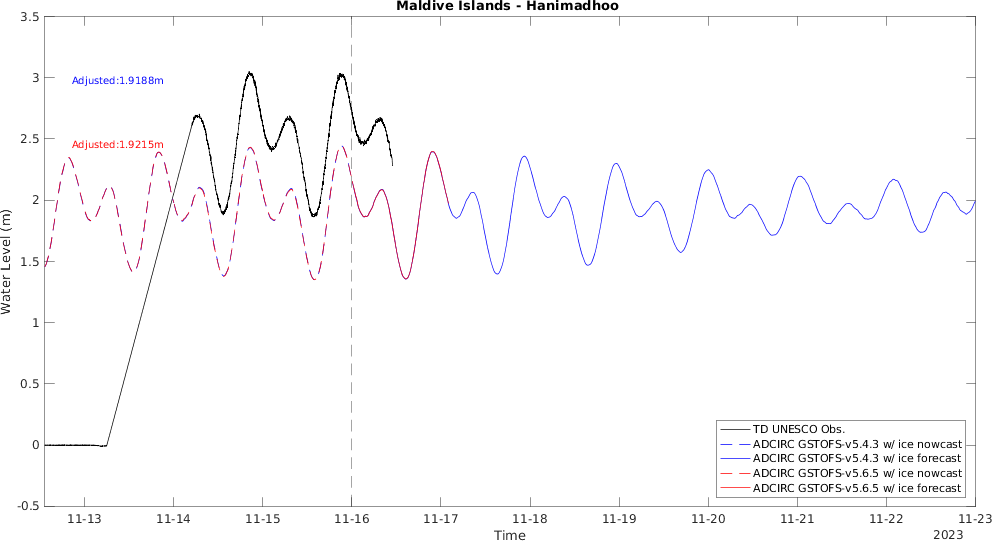 Maldive Islands - Hanimadhoo
3.5
3
2.5
2
1.5
1
0.5
0
-0.5
Water Level (m)
Adjusted:1.9188m
Adjusted:1.9215m
TD UNESCO Obs.
ADCIRC GSTOFS-v5.4.3 w/ ice nowcast
ADCIRC GSTOFS-v5.4.3 w/ ice forecast
ADCIRC GSTOFS-v5.6.5 w/ ice nowcast
ADCIRC GSTOFS-v5.6.5 w/ ice forecast
11-13 11-14 11-15 11-16 11-17 11-18 11-19 11-20 11-21 11-22 11-23
Time
2023